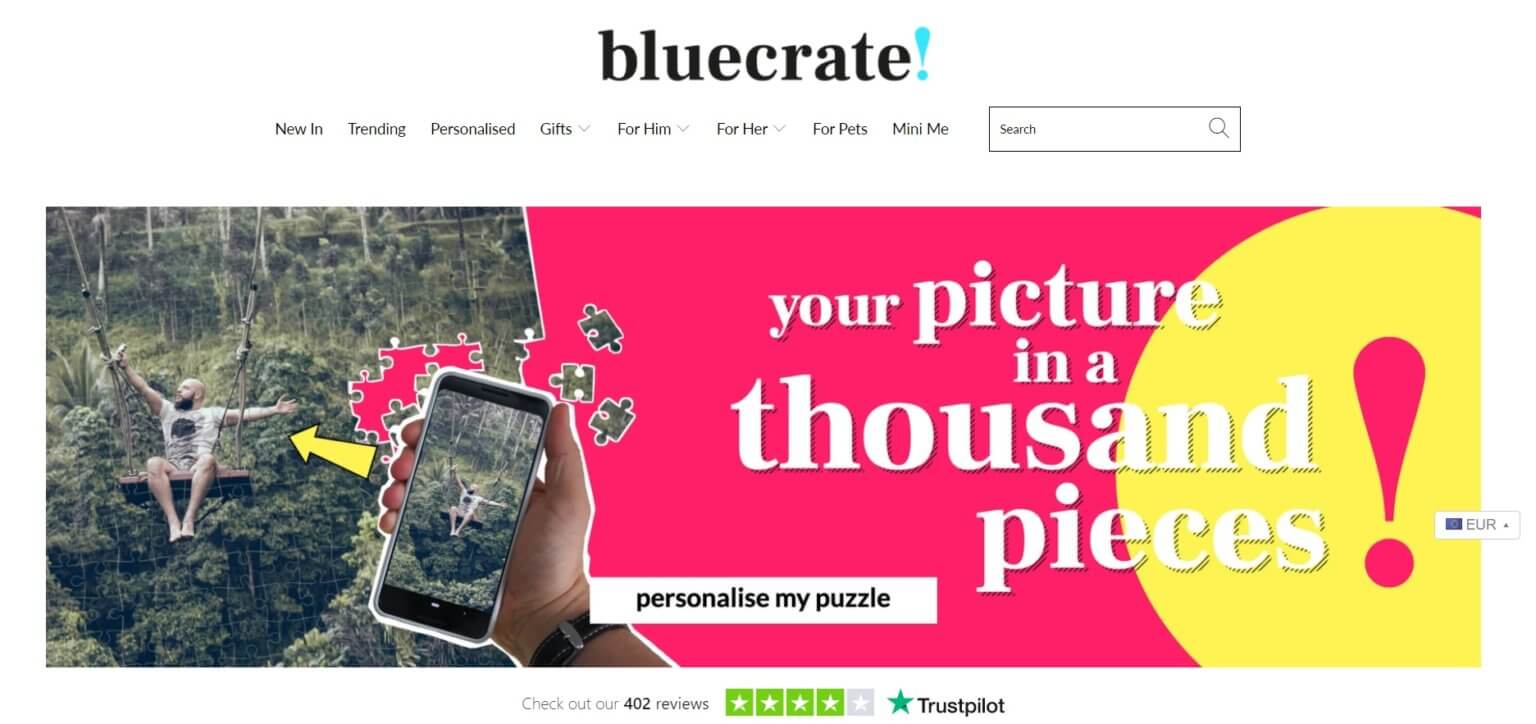 bluecrate!
New In Trending Personalised Gifts For Him For Her For Pets Mini Me Search
your picture
in a
thousand
pieces
!
EUR
personalise my puzzle
Check out our 402 reviews Trustpilot